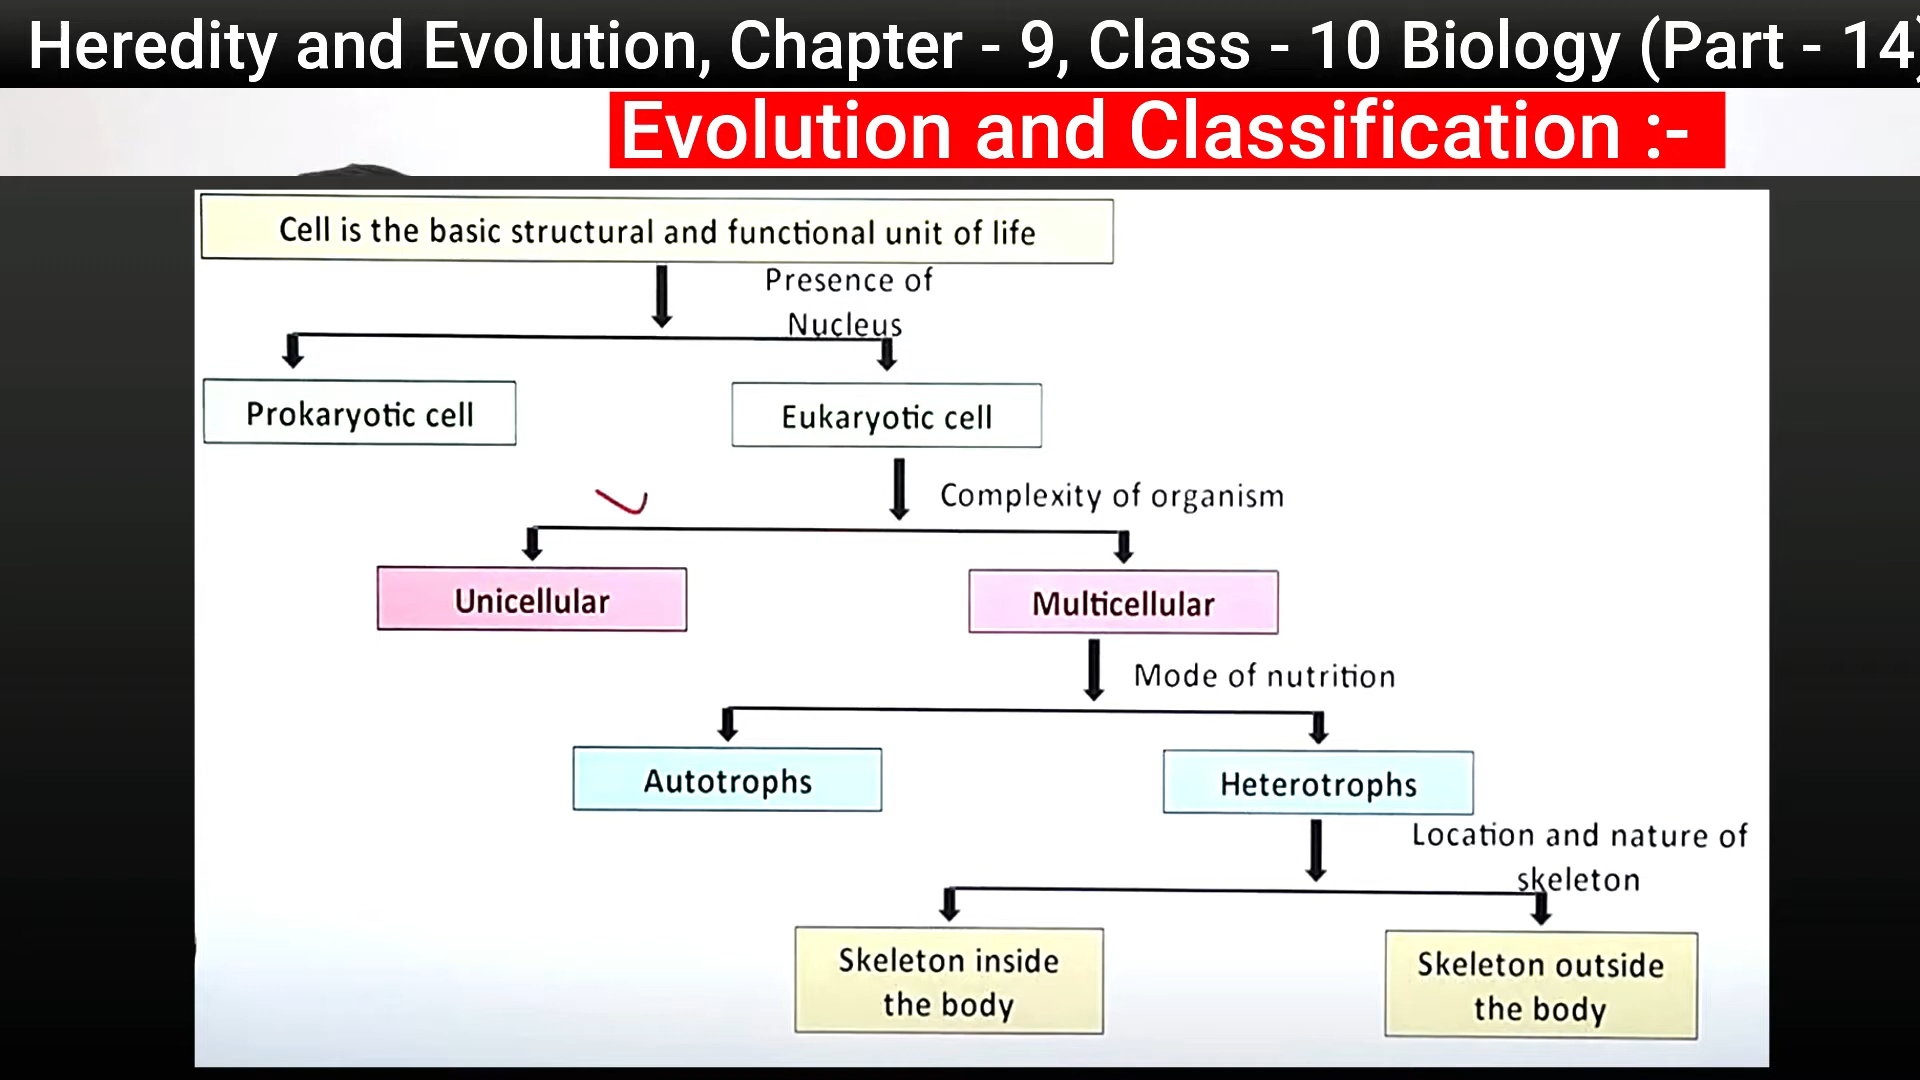 Heredity and Evolution, Chapter - 9, Class - 10 Biology (Part - 14)
Evolution and Classification :-
Cell is the basic structural and functional unit of life
Presence of
Nucleus
Prokaryotic cell
Eukaryotic cell
Complexity of organism
Unicellular
Multicellular
Mode of nutrition
Autotrophs
Heterotrophs
Location and nature of
skeleton
Skeleton inside
the body
Skeleton outside
the body